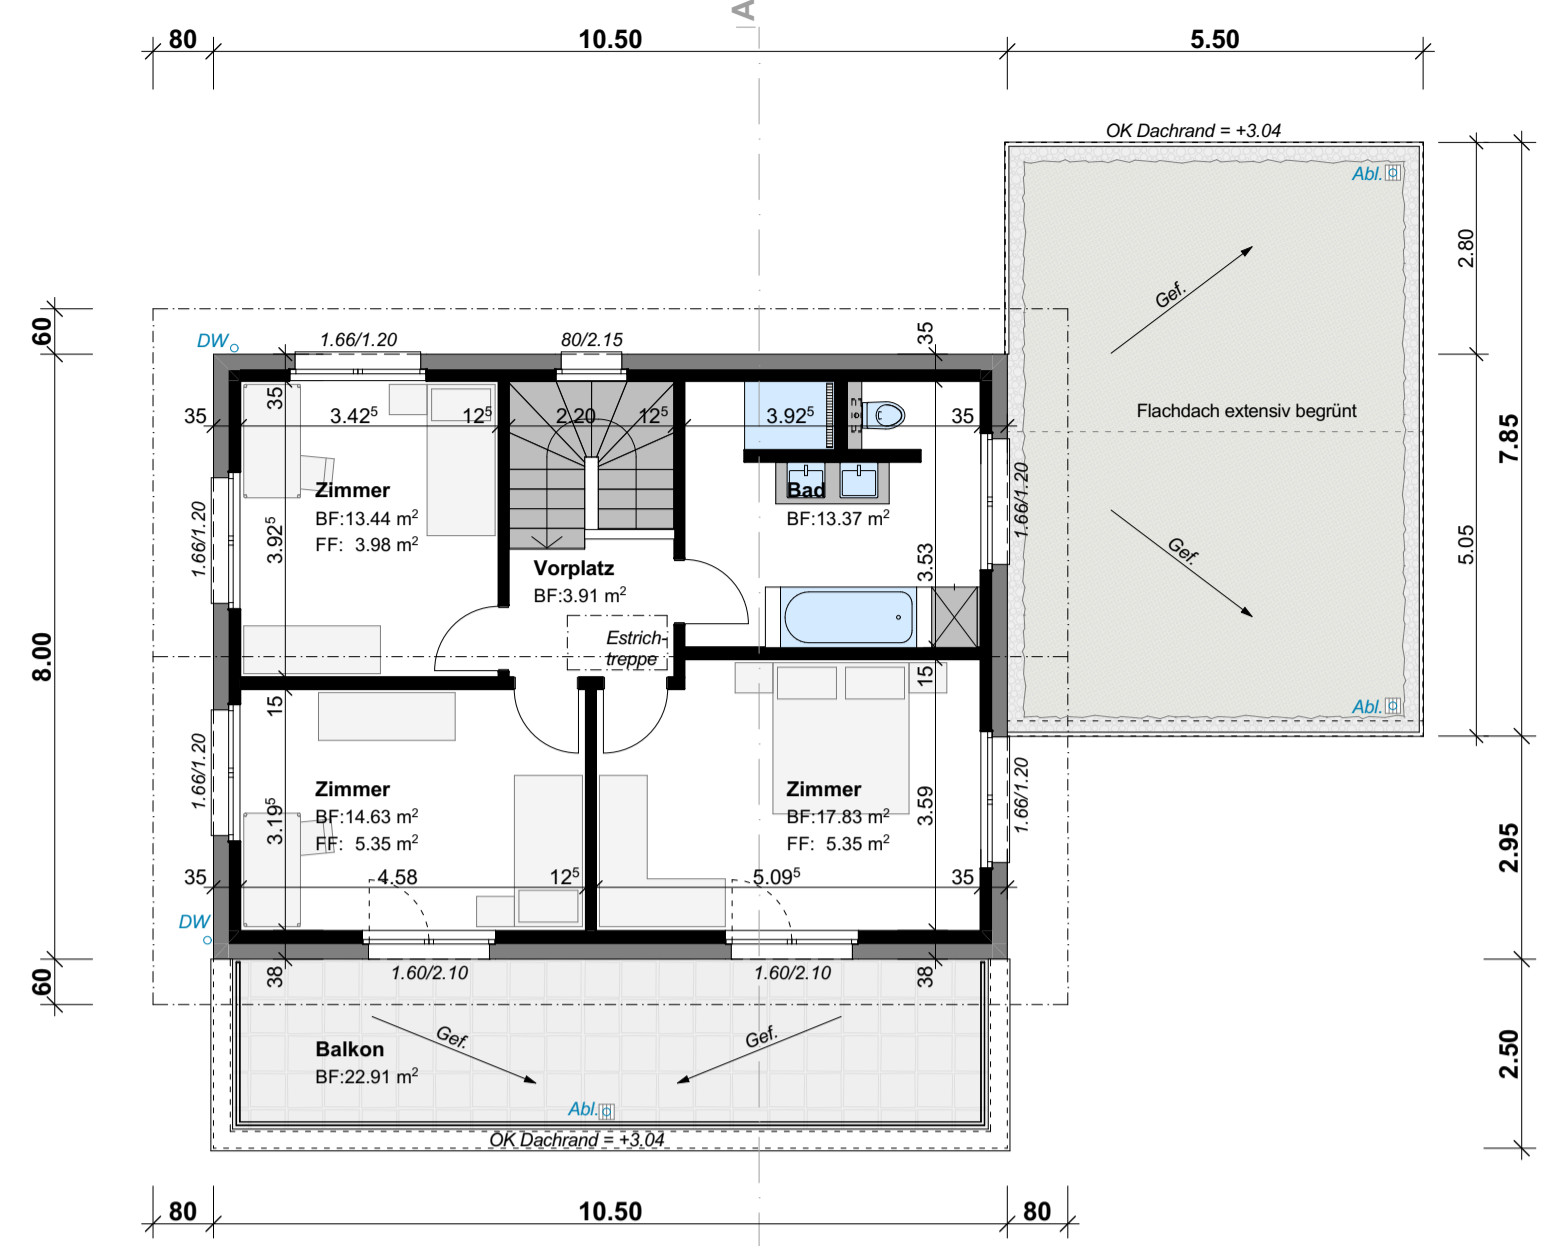 A
80
10.50
5.50
OK Dachrand = +3.04
Abl.
2.80
Gef.
60
DW
1.66/1.20
80/2.15
35
35
35
3.42⁵
12⁵
2.20
12⁵
3.92⁵
35
Flachdach extensiv begrünt
7.85
Zimmer
BF:13.44 m²
FF: 3.98 m²
Bad
BF:13.37 m²
1.66/1.20
3.92⁵
1.66/1.20
3.53
5.05
Gef.
Vorplatz
BF:3.91 m²
Estrich-
treppe
8.00
15
15
Abl.
1.66/1.20
Zimmer
BF:14.63 m²
FF: 5.35 m²
3.19⁵
Zimmer
BF:17.83 m²
FF: 5.35 m²
3.59
1.66/1.20
2.95
35
4.58
12⁵
5.09⁵
35
DW
60
38
1.60/2.10
1.60/2.10
38
Gef.
Gef.
Balkon
BF:22.91 m²
2.50
Abl.
OK Dachrand = +3.04
80
10.50
80